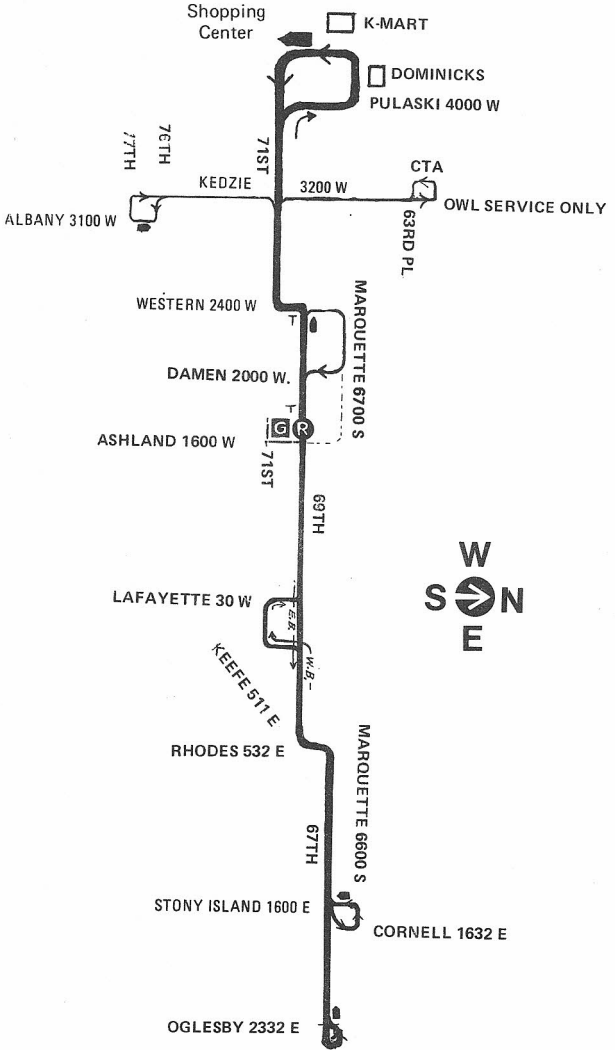 Shopping
Center
K-MART
DOMINICKS
PULASKI 4000 W
77TH
76TH
71ST
CTA
KEDZIE
3200 W
OWL SERVICE ONLY
ALBANY 3100 W
63RD PL.
WESTERN 2400 W
T
MARQUETTE 6700 S
DAMEN 2000 W.
T
G R
ASHLAND 1600 W
71ST
69TH
W
S N
E
LAFAYETTE 30 W
E.B.
W.B.-
KEEFE 511 E
RHODES 532 E
MARQUETTE 6600 S
67TH
STONY ISLAND 1600 E
CORNELL 1632 E
OGLESBY 2332 E